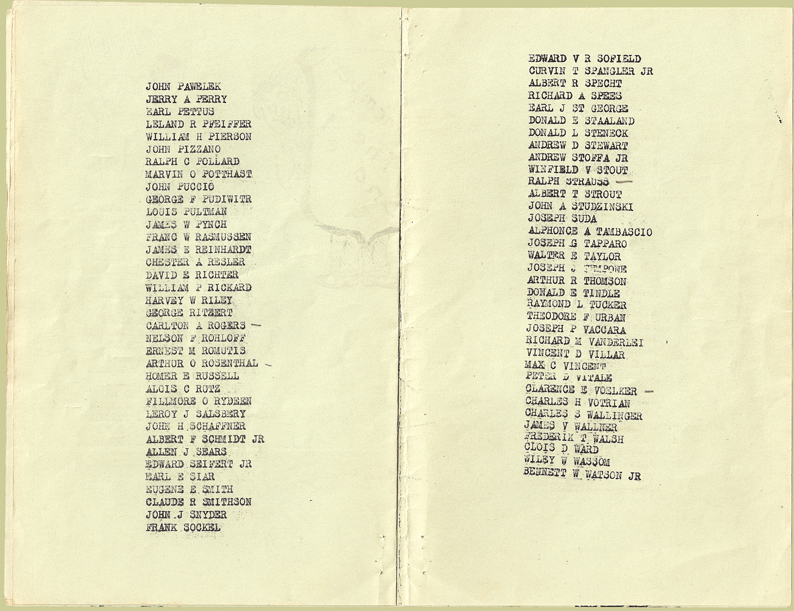 JOHN PAWELEK
JERRY A PERRY
EARL PETTUS
LELAND R PFEIFFER
WILLIAM H PIERSON
JOHN PIZZANO
RALPH C POLLARD
MARVIN O POTTHAST
JOHN PUCCIO
GEORGE F PUDIWITR
LOUIS PULTMAN
JAMES W PYNCH
FRANC W RASMUSSEN
JAMES E REINHARDT
CHESTER A RESLER
DAVID E RICHTER
WILLIAM P RICKARD
HARVEY W RILEY
GEORGE RITZERT
CARLTON A ROGERS —
NELSON F ROHLOFF
ERNEST M ROMUTIS
ARTHUR O ROSENTHAL -
HOMER E RUSSELL
ALOIS C RUTZ
FILLMORE O RYDEEN
LEROY J SALSBERY
JOHN H SCHAFFNER
ALBERT F SCHMIDT JR
ALLEN J SEARS
EDWARD SEIFERT JR
EARL E SIAR
EUGENE E SMITH
CLAUDE R SMITHSON
JOHN J SNYDER
FRANK SOCKEL
EDWARD V R SOFIELD
CURVIN T SPANGLER JR
ALBERT R SPECHT
RICHARD A SPEES
EARL J ST GEORGE
DONALD E STAALAND
DONALD L STENECK
ANDREW D STEWART
ANDREW STOFFA JR
WINFIELD V STOUT
RALPH STRAUSS —
ALBERT T STROUT
JOHN A STUDZINSKI
JOSEPH SUDA
ALPHONCE A TAMBASCIO
JOSEPH G TAPPARO
WALTER E TAYLOR
JOSEPH J
ARTHUR R THOMSON
DONALD E TINDLE
RAYMOND L TUCKER
THEODORE F URBAN
JOSEPH P VACCARA
RICHARD M VANDERLEI
VINCENT D VILLAR
MAX C VINCENT
PETER D VITALE
CLARENCE E VOELKER —
CHARLES H VOTRIAN
CHARLES S WALLINGER
JAMES V WALLNER
FREDERIK T WALSH
CLOIS D WARD
WILEY W WASSOM
BENNETT W WATSON JR